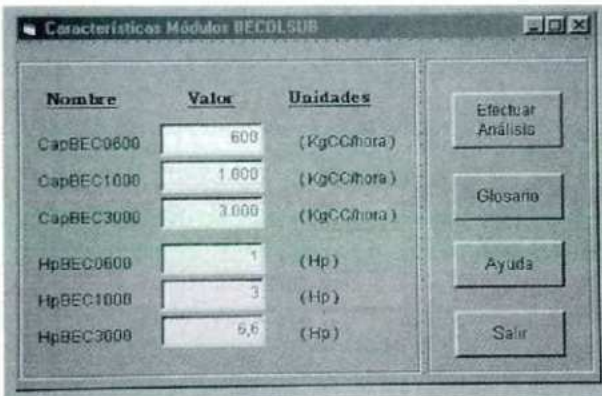 Características Módulos BECOLSUB
Nombre Valor Unidades
CapBEC0600 600 (KgCC/hora)
CapBEC1000 1.000 (KgCC/hora)
CapBEC3000 3.000 (KgCC/hora)
HpBEC0600 1 (Hp)
HpBEC1000 3 (Hp)
HpBEC3000 6,6 (Hp)
Efectuar
Análisis
Glosario
Ayuda
Salir